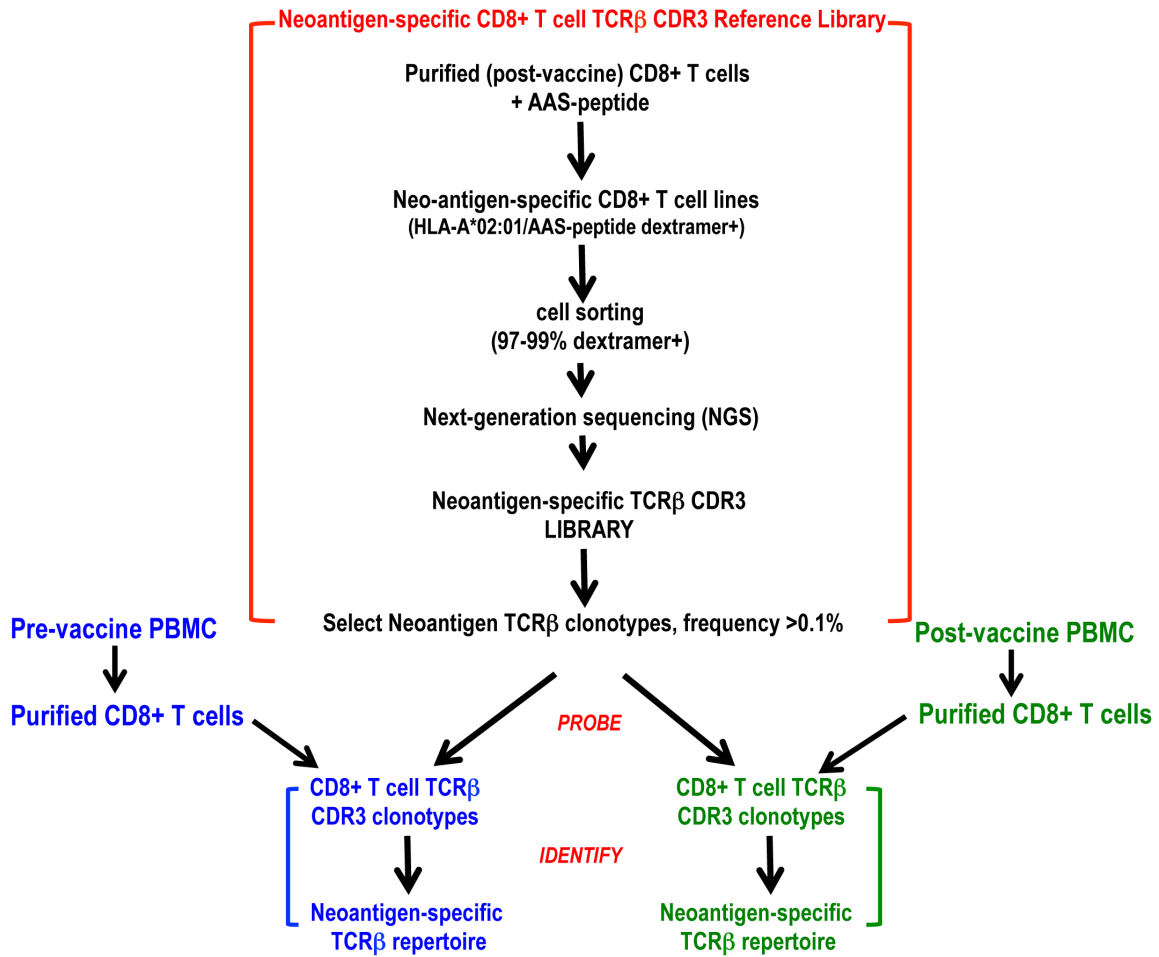 Neoantigen-specific CD8+ T cell TCRβ CDR3 Reference Library
Purified (post-vaccine) CD8+ T cells
+ AAS-peptide
Neo-antigen-specific CD8+ T cell lines
(HLA-A*02:01/AAS-peptide dextramer+)
cell sorting
(97-99% dextramer+)
Next-generation sequencing (NGS)
Neoantigen-specific TCRβ CDR3
LIBRARY
Select Neoantigen TCRβ clonotypes, frequency >0.1%
Pre-vaccine PBMC
Post-vaccine PBMC
Purified CD8+ T cells
Purified CD8+ T cells
PROBE
CD8+ T cell TCRβ
CDR3 clonotypes
CD8+ T cell TCRβ
CDR3 clonotypes
IDENTIFY
Neoantigen-specific
TCRβ repertoire
Neoantigen-specific
TCRβ repertoire